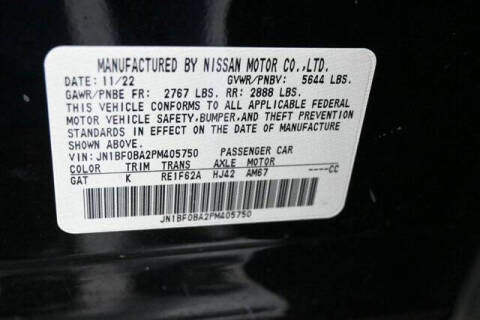 MANUFACTURED BY NISSAN MOTOR CO.,LTD.
DATE: 11/22 GVWR/PNBV: 5644 LBS.
GAWR/PNBE FR: 2767 LBS. RR: 2888 LBS.
THIS VEHICLE CONFORMS TO ALL APPLICABLE FEDERAL
MOTOR VEHICLE SAFETY,BUMPER, AND THEFT PREVENTION
STANDARDS IN EFFECT ON THE DATE OF MANUFACTURE
SHOWN ABOVE.
VIN: JN1BF0BA2PM405750 PASSENGER CAR
COLOR TRIM TRANS AXLE MOTOR
GAT K RE1F62A HJ42 AM67 ----CC
JN1BF0BA2PM405750